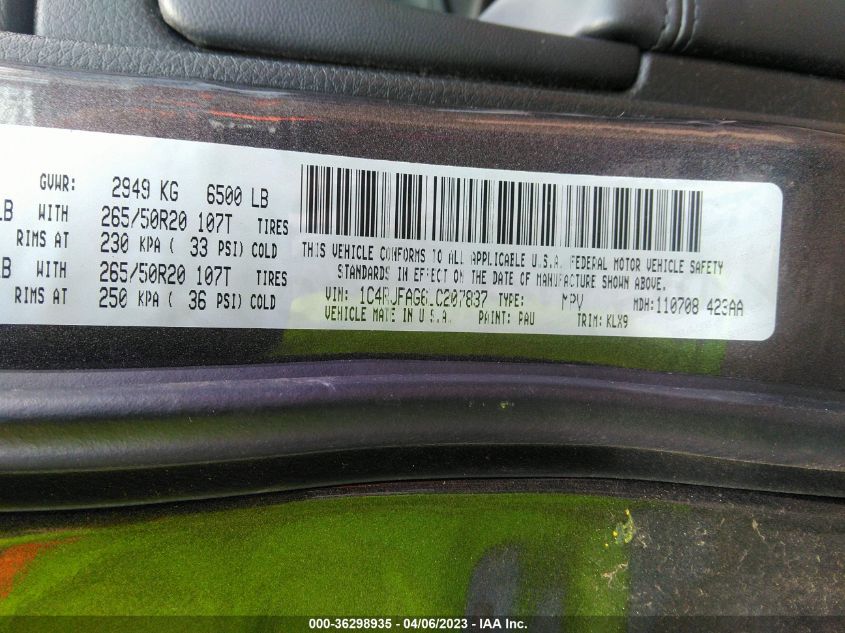 GVWR: 2949 KG 6500 LB
LB WITH 265/50R20 107T TIRES
RIMS AT 230 KPA ( 33 PSI) COLD
LB WITH 265/50R20 107T TIRES
RIMS AT 250 KPA ( 36 PSI) COLD
THIS VEHICLE CONFORMS TO ALL APPLICABLE U.S.A. FEDERAL MOTOR VEHICLE SAFETY
STANDARDS IN EFFECT ON THE DATE OF MANUFACTURE SHOWN ABOVE.
VIN: TYPE: MPV MDH:110708 423AA
VEHICLE MADE IN U.S.A. PAINT: PAU TRIM: KLX9
000-36298935 - 04/06/2023 - IAA Inc.